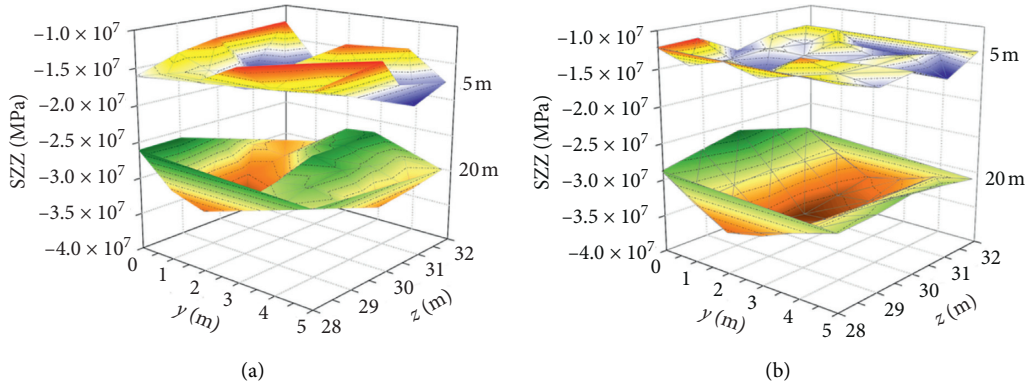 −1.0 × 10⁷
−1.5 × 10⁷
−2.0 × 10⁷
−2.5 × 10⁷
−3.0 × 10⁷
−3.5 × 10⁷
−4.0 × 10⁷
SZZ (MPa)
5 m
20 m
0
1
2
3
4
5
y (m)
28
29
30
31
32
z (m)
(a)
−1.0 × 10⁷
−1.5 × 10⁷
−2.0 × 10⁷
−2.5 × 10⁷
−3.0 × 10⁷
−3.5 × 10⁷
−4.0 × 10⁷
SZZ (MPa)
5 m
20 m
0
1
2
3
4
5
y (m)
28
29
30
31
32
z (m)
(b)